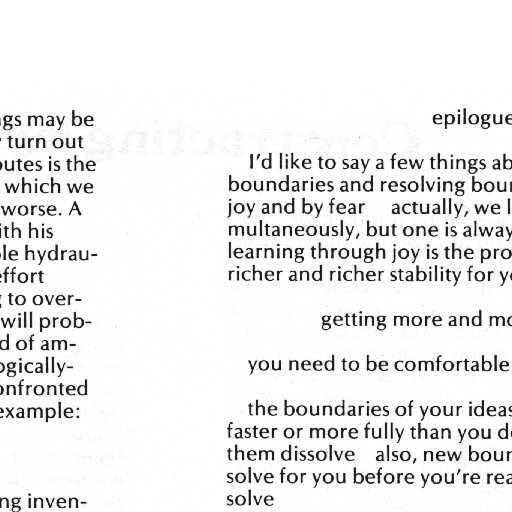 ngs may be
turn out
butes is the
which we
worse. A
ith his
ble hydrau-
effort
to over-
will prob-
d of am-
ogically-
onfronted
example:
ng inven-
epilogue
I'd like to say a few things ab
boundaries and resolving bou
joy and by fear actually, we l
multaneously, but one is alway
learning through joy is the pro
richer and richer stability for y
getting more and mo
you need to be comfortable
the boundaries of your ideas
faster or more fully than you d
them dissolve also, new boun
solve for you before you're rea
solve